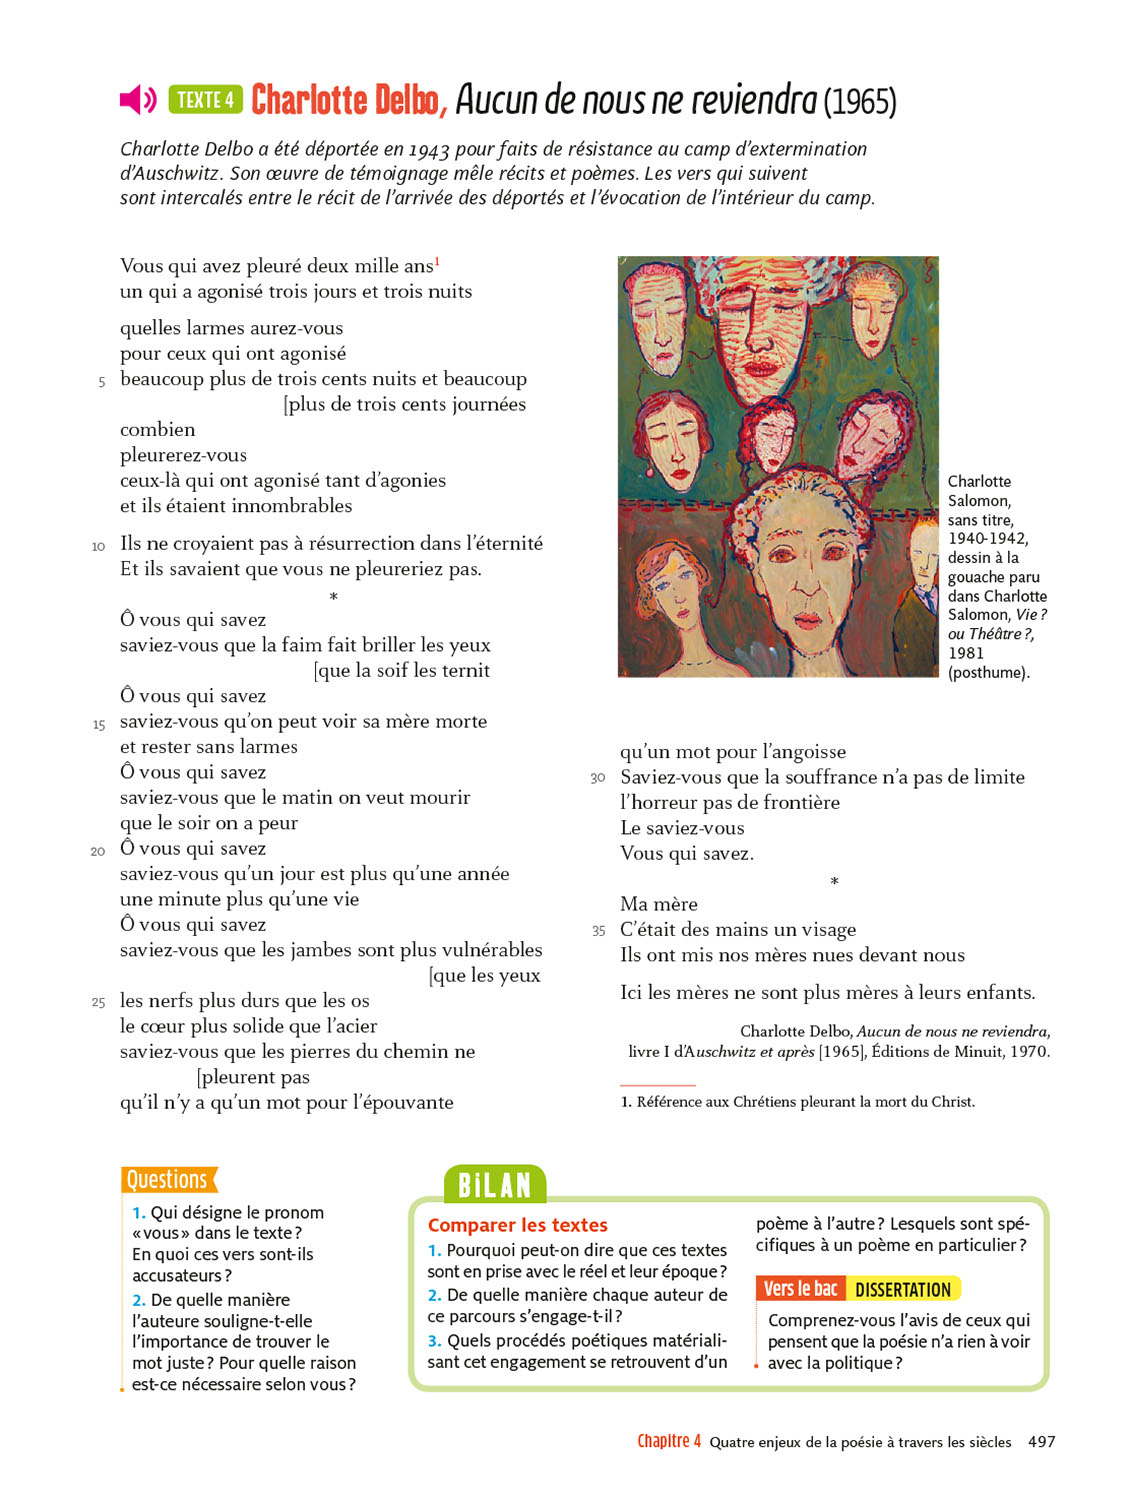 TEXTE 4 Charlotte Delbo, Aucun de nous ne reviendra (1965)
Charlotte Delbo a été déportée en 1943 pour faits de résistance au camp d'extermination
d'Auschwitz. Son œuvre de témoignage mêle récits et poèmes. Les vers qui suivent
sont intercalés entre le récit de l'arrivée des déportés et l'évocation de l'intérieur du camp.
Vous qui avez pleuré deux mille ans1
un qui a agonisé trois jours et trois nuits
quelles larmes aurez-vous
pour ceux qui ont agonisé
5 beaucoup plus de trois cents nuits et beaucoup
[plus de trois cents journées
combien
pleurerez-vous
ceux-là qui ont agonisé tant d'agonies
et ils étaient innombrables
10 Ils ne croyaient pas à résurrection dans l'éternité
Et ils savaient que vous ne pleureriez pas.
*
Ô vous qui savez
saviez-vous que la faim fait briller les yeux
[que la soif les ternit
Ô vous qui savez
15 saviez-vous qu'on peut voir sa mère morte
et rester sans larmes
Ô vous qui savez
saviez-vous que le matin on veut mourir
que le soir on a peur
20 Ô vous qui savez
saviez-vous qu'un jour est plus qu'une année
une minute plus qu'une vie
Ô vous qui savez
saviez-vous que les jambes sont plus vulnérables
[que les yeux
25 les nerfs plus durs que les os
le cœur plus solide que l'acier
saviez-vous que les pierres du chemin ne
[pleurent pas
qu'il n'y a qu'un mot pour l'épouvante
Charlotte
Salomon,
sans titre,
1940-1942,
dessin à la
gouache paru
dans Charlotte
Salomon, Vie ?
ou Théâtre ?,
1981
(posthume).
qu'un mot pour l'angoisse
30 Saviez-vous que la souffrance n'a pas de limite
l'horreur pas de frontière
Le saviez-vous
Vous qui savez.
*
Ma mère
35 C'était des mains un visage
Ils ont mis nos mères nues devant nous
Ici les mères ne sont plus mères à leurs enfants.
Charlotte Delbo, Aucun de nous ne reviendra,
livre I d'Auschwitz et après [1965], Éditions de Minuit, 1970.
1. Référence aux Chrétiens pleurant la mort du Christ.
Questions
1. Qui désigne le pronom
« vous » dans le texte ?
En quoi ces vers sont-ils
accusateurs ?
2. De quelle manière
l'auteure souligne-t-elle
l'importance de trouver le
mot juste ? Pour quelle raison
est-ce nécessaire selon vous ?
BILAN
Comparer les textes
1. Pourquoi peut-on dire que ces textes
sont en prise avec le réel et leur époque ?
2. De quelle manière chaque auteur de
ce parcours s'engage-t-il ?
3. Quels procédés poétiques matériali-
sant cet engagement se retrouvent d'un
poème à l'autre ? Lesquels sont spé-
cifiques à un poème en particulier ?
Vers le bac DISSERTATION
Comprenez-vous l'avis de ceux qui
pensent que la poésie n'a rien à voir
avec la politique ?
Chapitre 4 Quatre enjeux de la poésie à travers les siècles 497